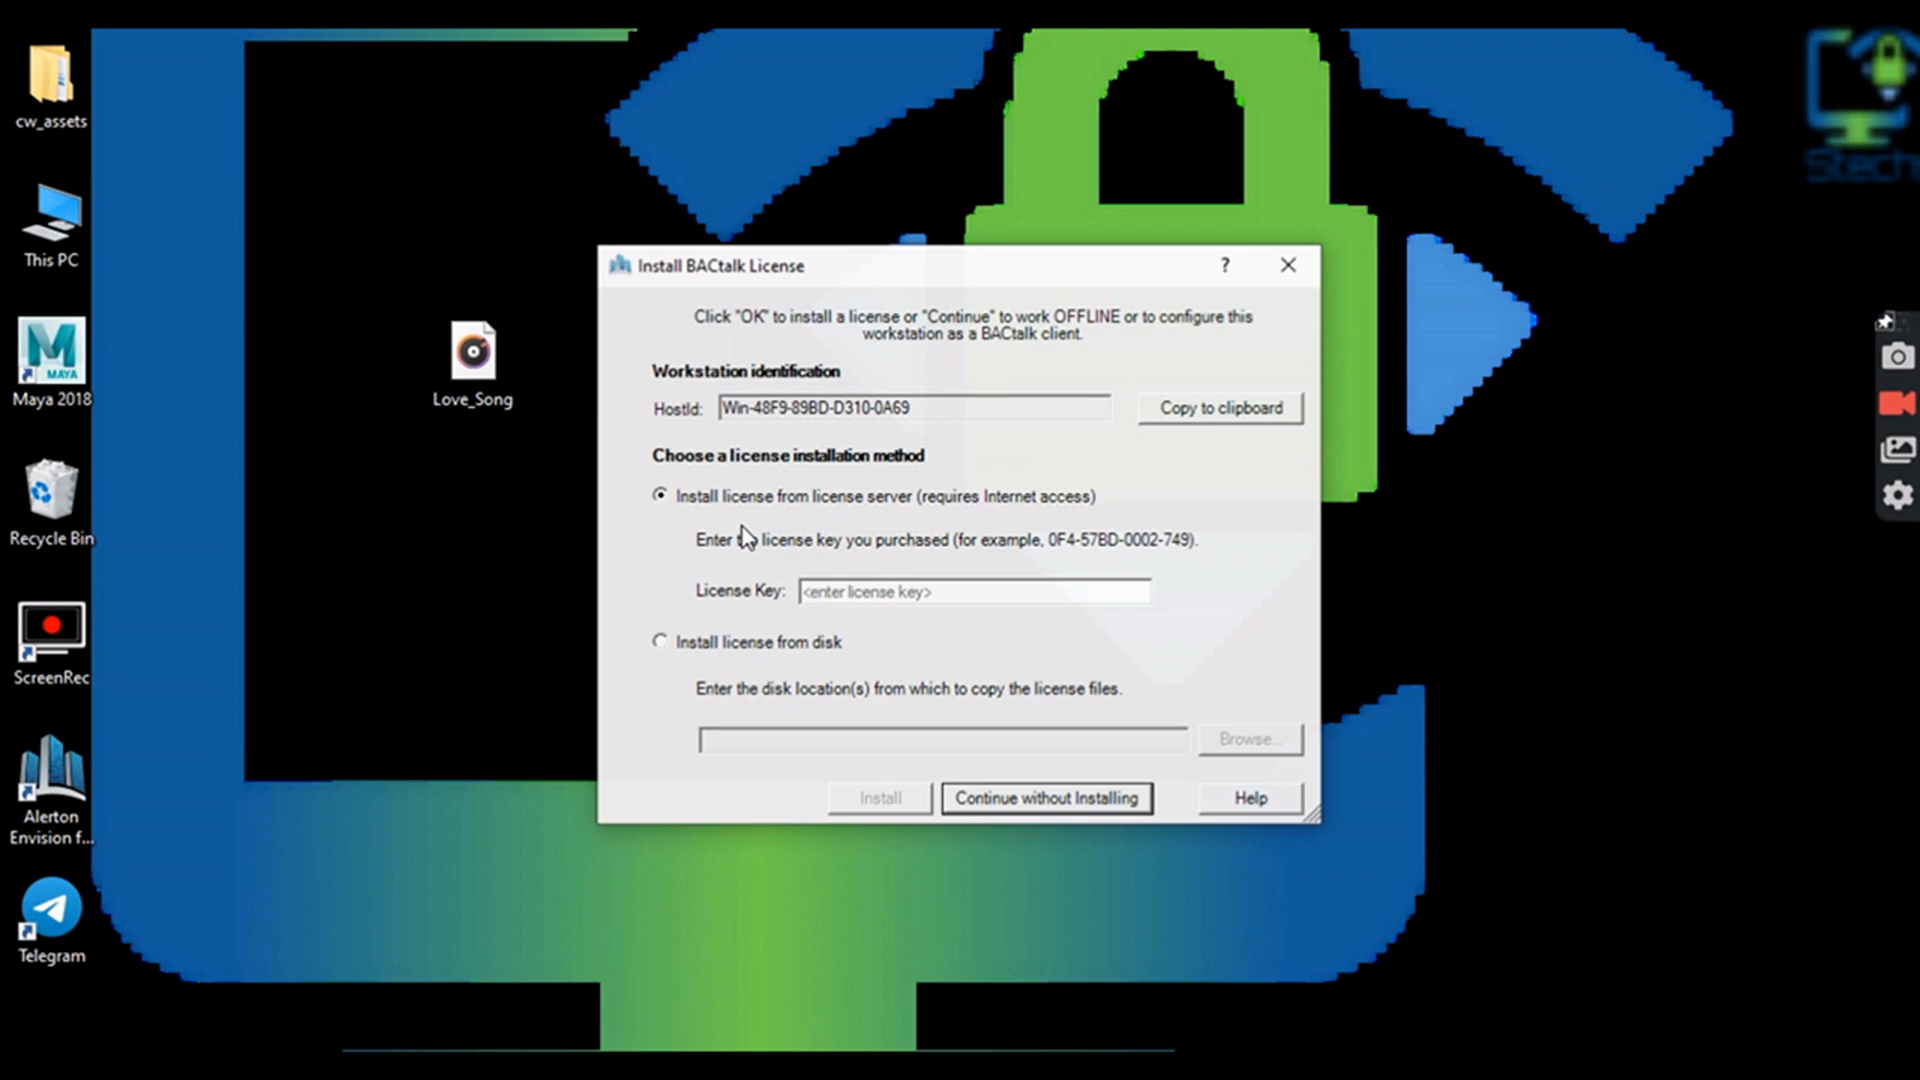 cw_assets
This PC
MAYA
Maya 2018
Recycle Bin
ScreenRec
Alerton
Envision f...
Telegram
Love_Song
Stech
Install BACtalk License
?
Click "OK" to install a license or "Continue" to work OFFLINE or to configure this
workstation as a BACtalk client.
Workstation identification
HostId: Win-48F9-89BD-D310-0A69 Copy to clipboard
Choose a license installation method
Install license from license server (requires Internet access)
Enter license key you purchased (for example, 0F4-57BD-0002-749).
License Key: <enter license key>
Install license from disk
Enter the disk location(s) from which to copy the license files.
Browse...
Install Continue without Installing Help